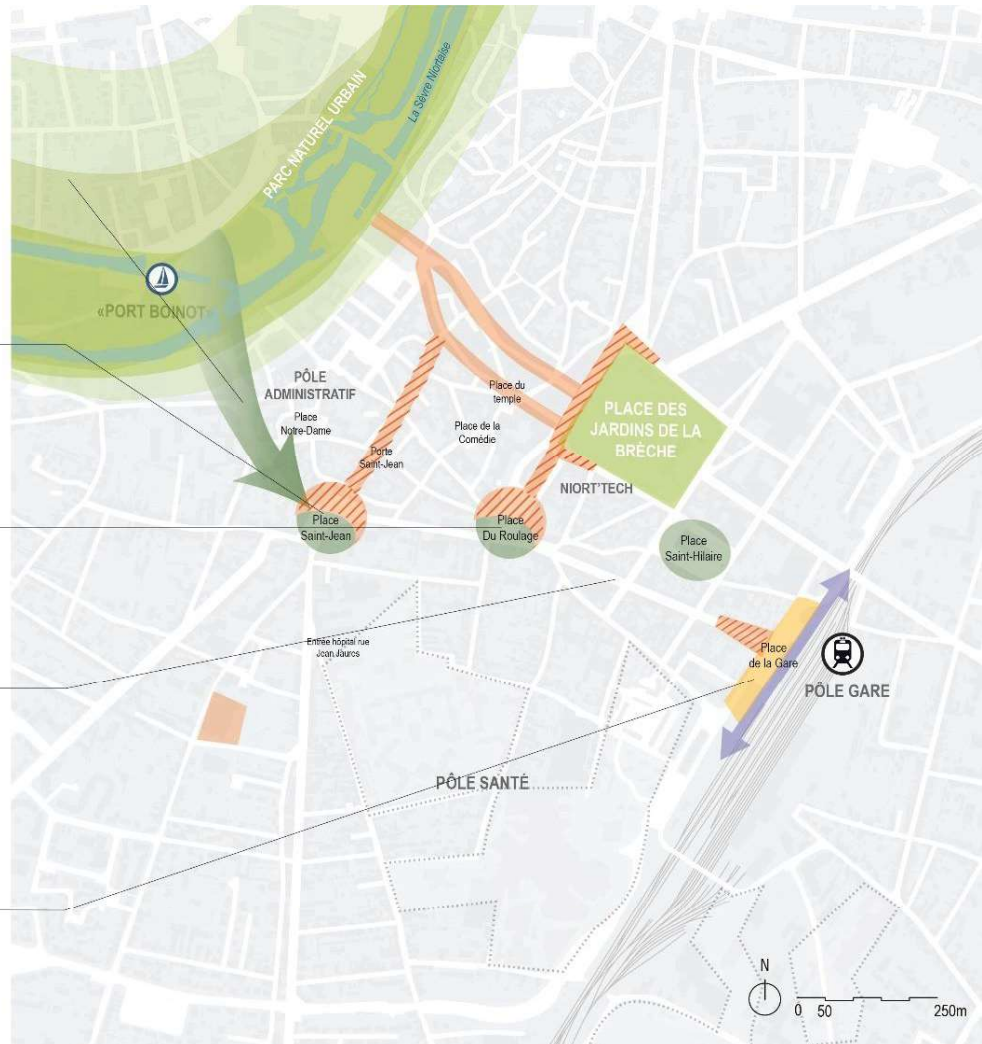 PARC NATUREL URBAIN
La Sèvre Niortaise
«PORT BOINOT»
PÔLE
ADMINISTRATIF
Place
Notre-Dame
Porte
Saint-Jean
Place du
temple
Place de la
Comédie
PLACE DES
JARDINS DE LA
BRÈCHE
NIORT'TECH
Place
Saint-Jean
Place
Du Roulage
Place
Saint-Hilaire
Entrée hôpital rue
Jean Jaures
Place
de la Gare
PÔLE GARE
PÔLE SANTÉ
N
0 50 250m